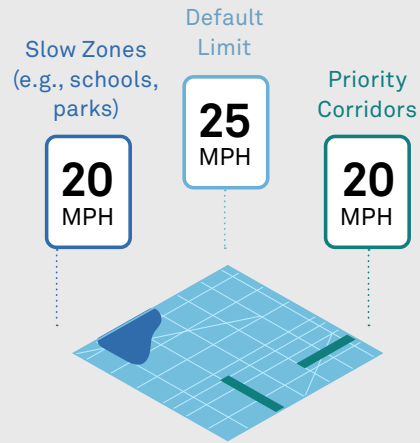 Slow Zones
(e.g., schools,
parks)
20
MPH
Default
Limit
25
MPH
Priority
Corridors
20
MPH